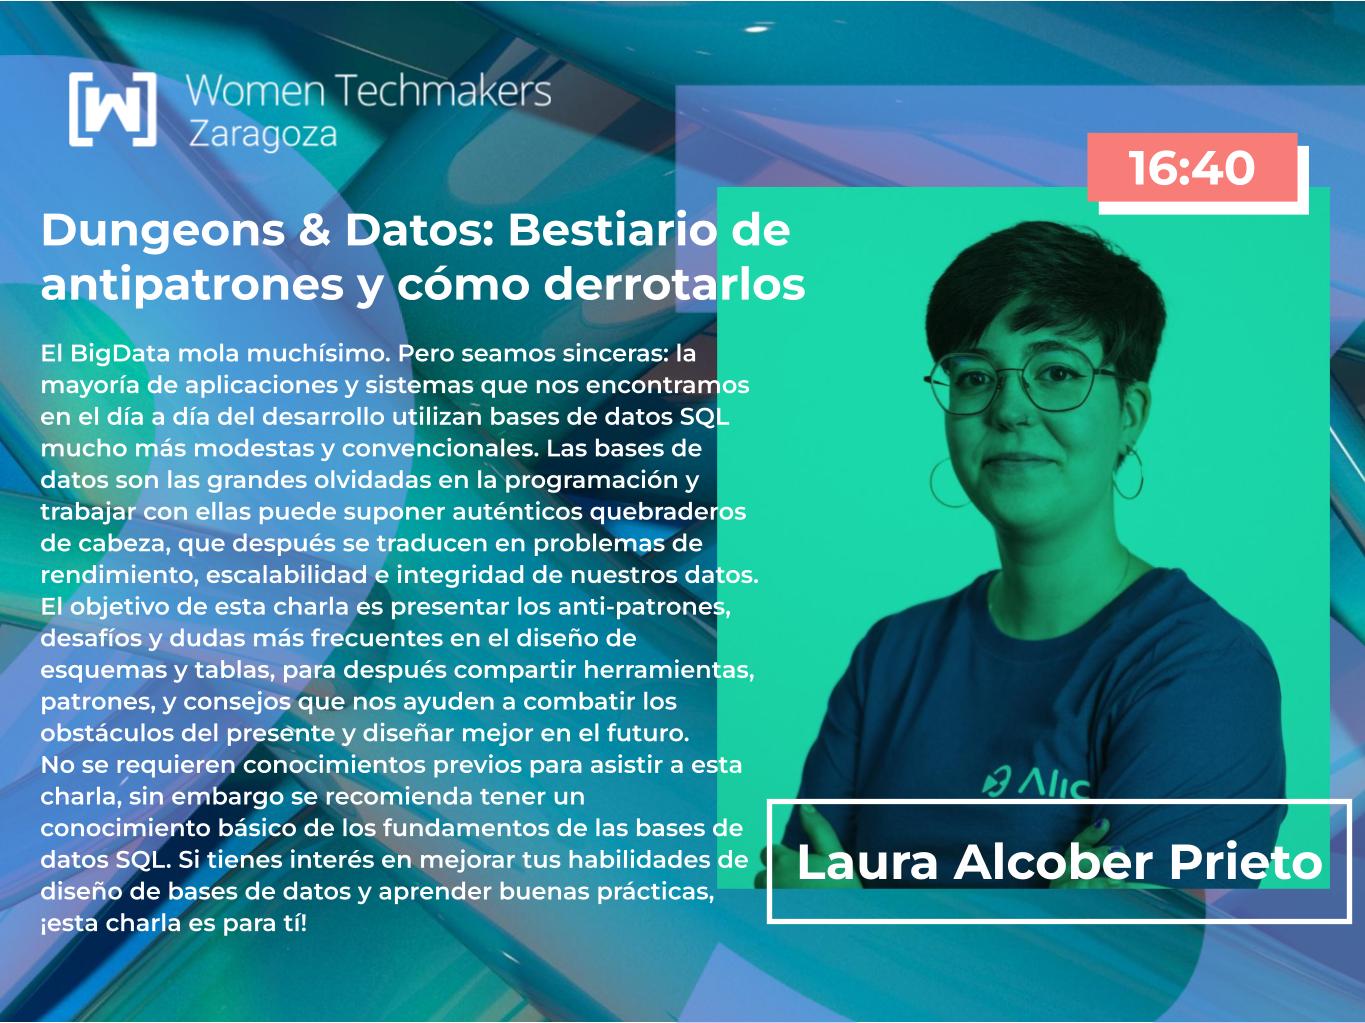 Women Techmakers
Zaragoza
16:40
Dungeons & Datos: Bestiario de
antipatrones y cómo derrotarlos
El BigData mola muchísimo. Pero seamos sinceras: la
mayoría de aplicaciones y sistemas que nos encontramos
en el día a día del desarrollo utilizan bases de datos SQL
mucho más modestas y convencionales. Las bases de
datos son las grandes olvidadas en la programación y
trabajar con ellas puede suponer auténticos quebraderos
de cabeza, que después se traducen en problemas de
rendimiento, escalabilidad e integridad de nuestros datos.
El objetivo de esta charla es presentar los anti-patrones,
desafíos y dudas más frecuentes en el diseño de
esquemas y tablas, para después compartir herramientas,
patrones, y consejos que nos ayuden a combatir los
obstáculos del presente y diseñar mejor en el futuro.
No se requieren conocimientos previos para asistir a esta
charla, sin embargo se recomienda tener un
conocimiento básico de los fundamentos de las bases de
datos SQL. Si tienes interés en mejorar tus habilidades de
diseño de bases de datos y aprender buenas prácticas,
¡esta charla es para tí!
Alic
Laura Alcober Prieto